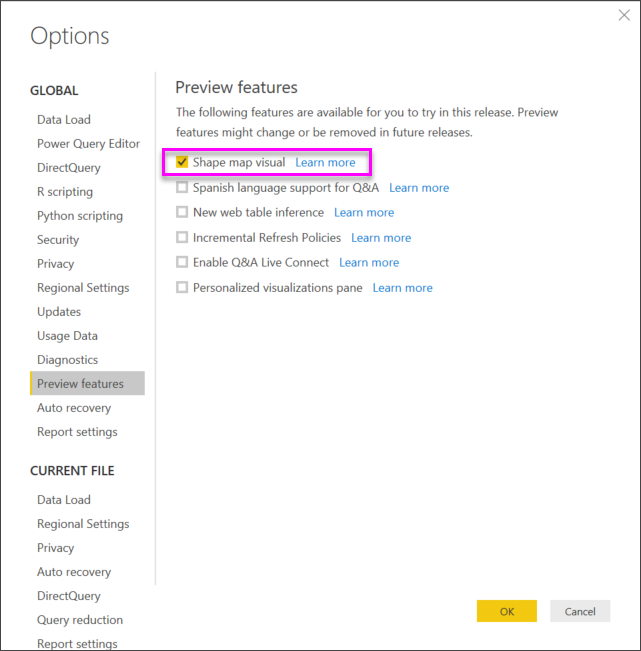 Options
GLOBAL
Data Load
Power Query Editor
DirectQuery
R scripting
Python scripting
Security
Privacy
Regional Settings
Updates
Usage Data
Diagnostics
Preview features
Auto recovery
Report settings
CURRENT FILE
Data Load
Regional Settings
Privacy
Auto recovery
DirectQuery
Query reduction
Report settings
Preview features
The following features are available for you to try in this release. Preview
features might change or be removed in future releases.
Shape map visual Learn more
Spanish language support for Q&A Learn more
New web table inference Learn more
Incremental Refresh Policies Learn more
Enable Q&A Live Connect Learn more
Personalized visualizations pane Learn more
OK Cancel